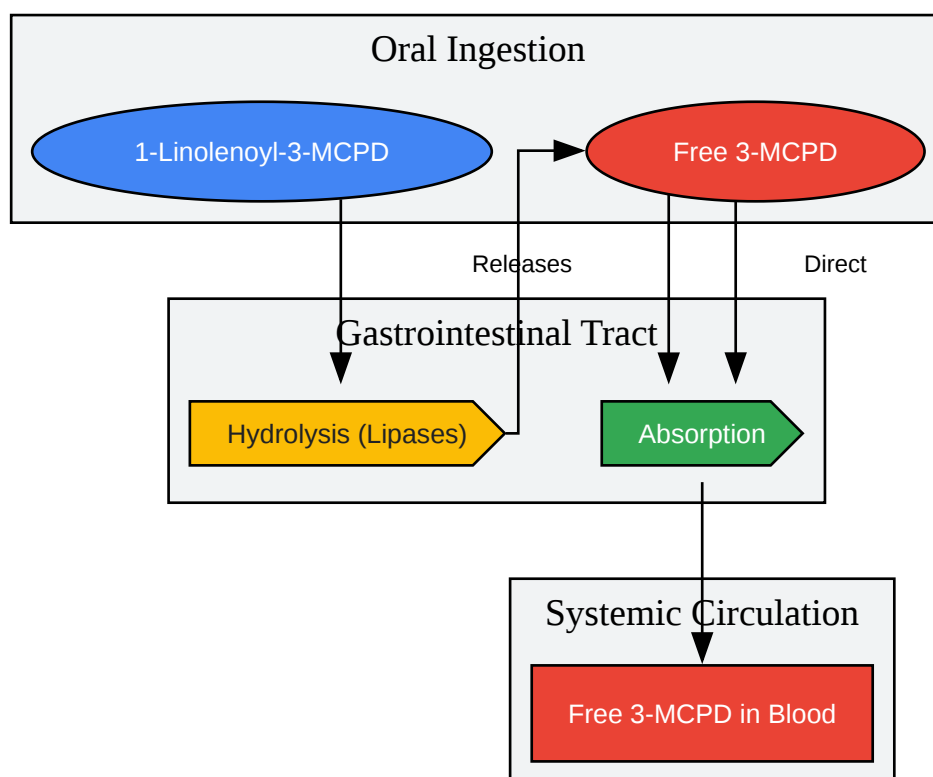 Oral Ingestion
1-Linolenoyl-3-MCPD
Free 3-MCPD
Releases
Direct
Gastrointestinal Tract
Hydrolysis (Lipases)
Absorption
Systemic Circulation
Free 3-MCPD in Blood